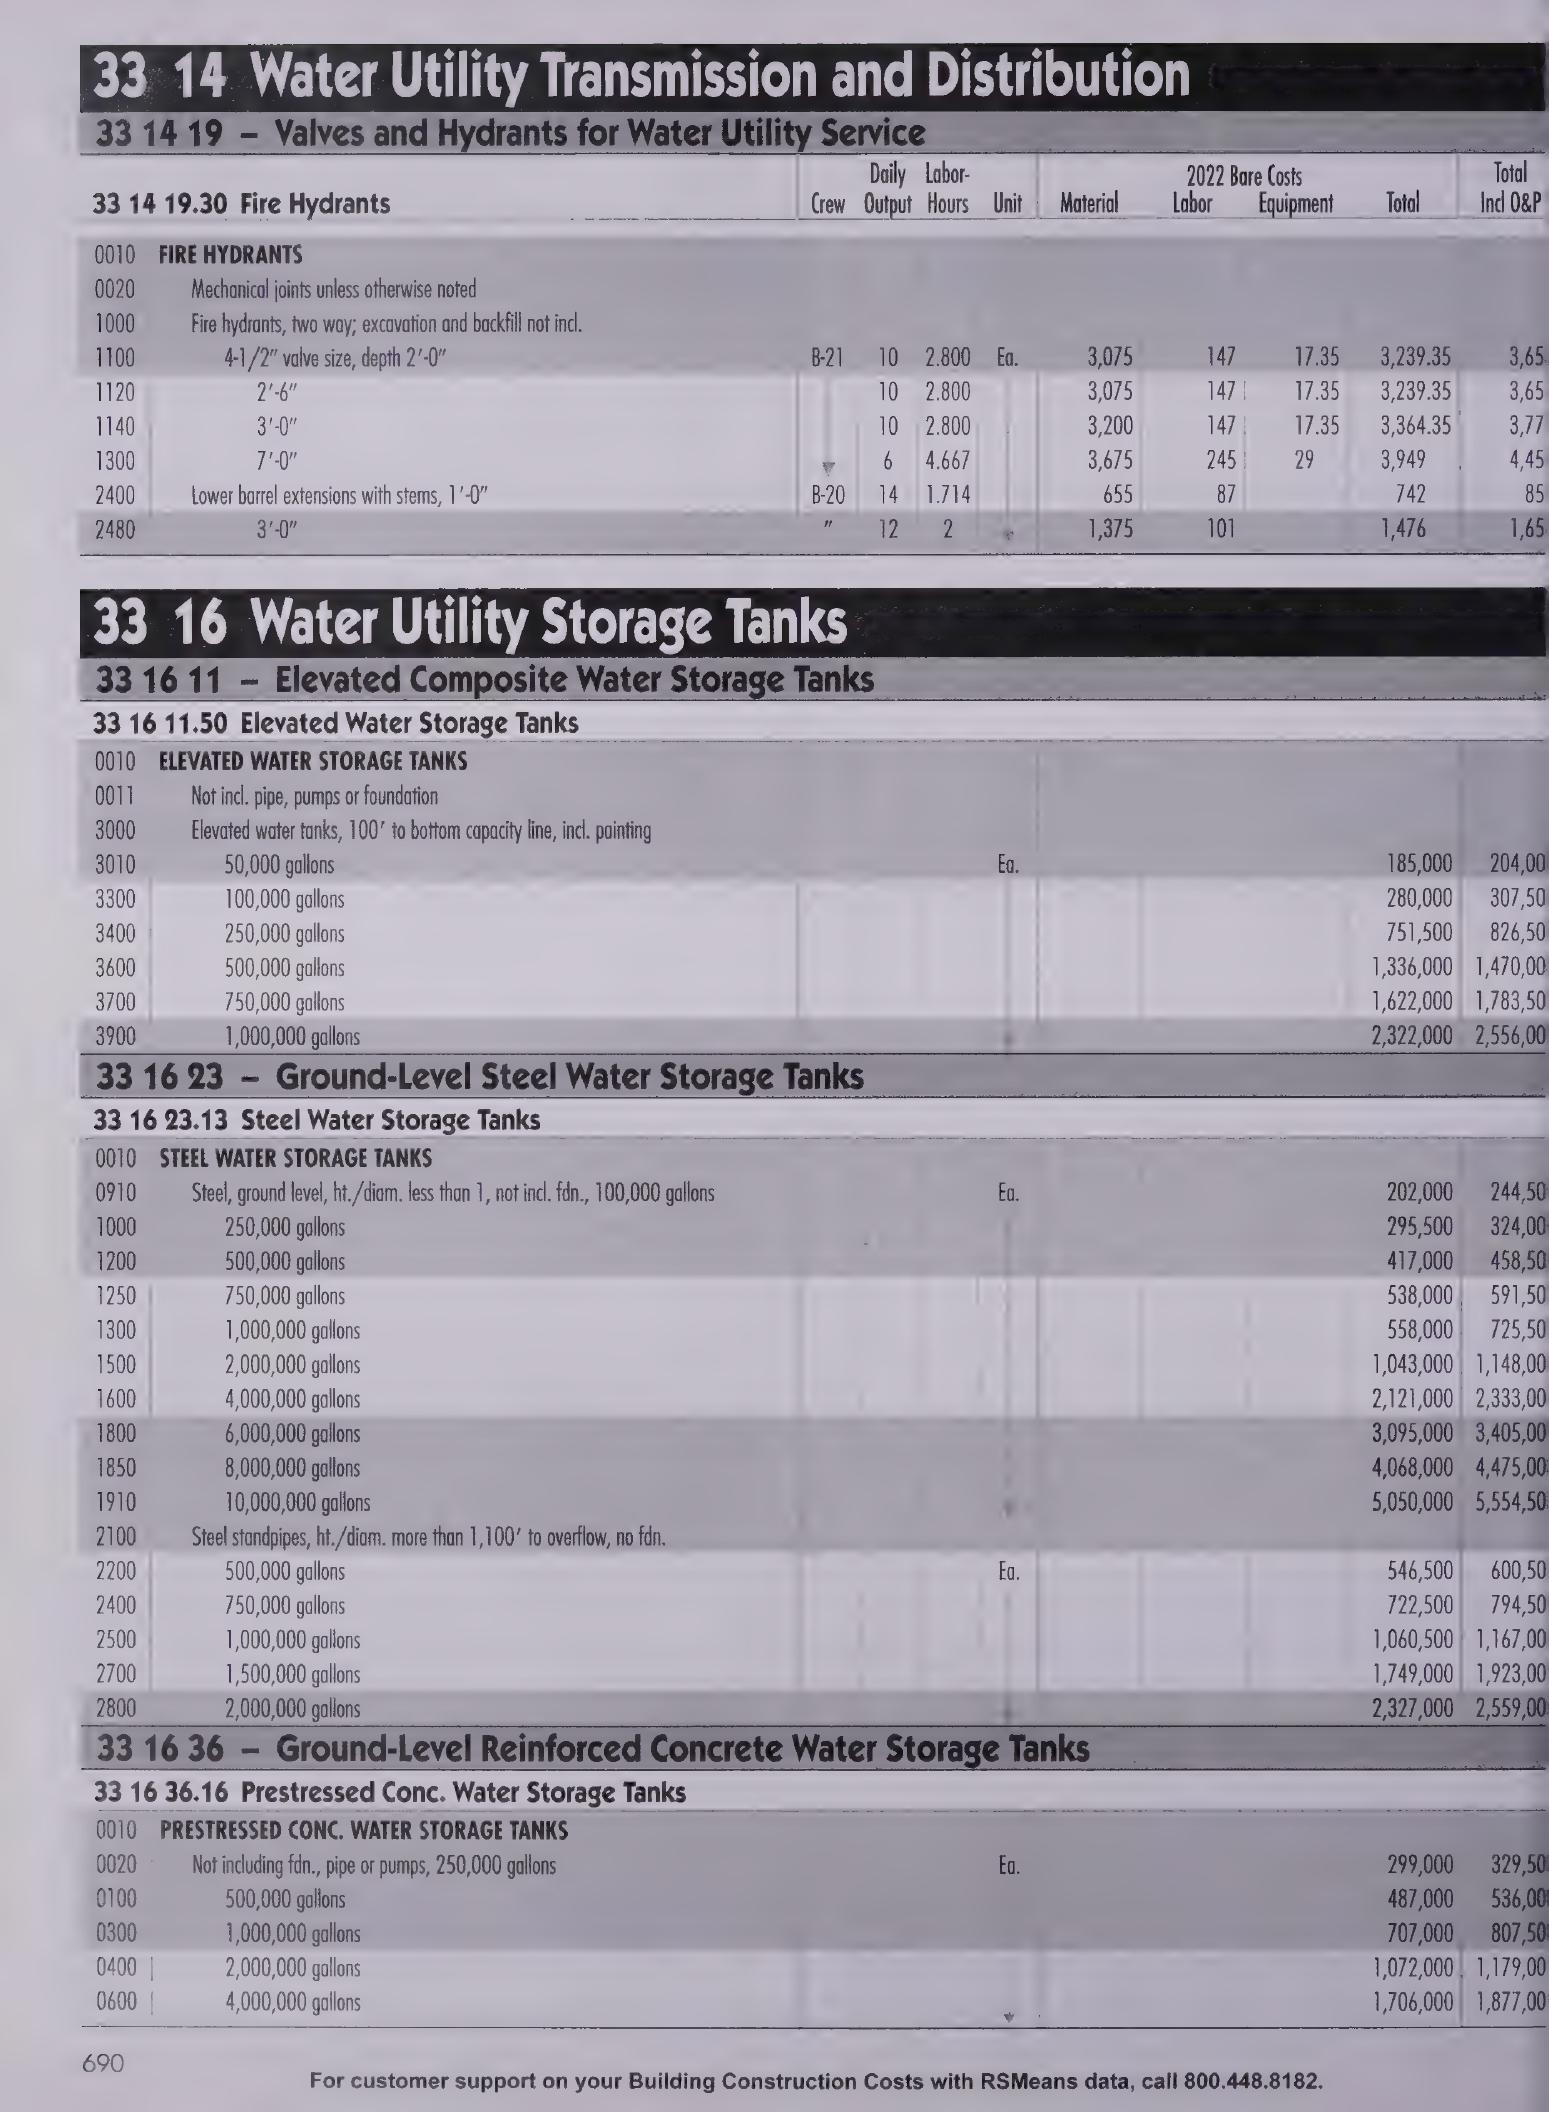 33 14 Water Utility Transmission and Distribution
33 14 19 – Valves and Hydrants for Water Utility Service
33 14 19.30 Fire Hydrants Crew Daily Output Labor-Hours Unit Material 2022 Bare Costs Labor Equipment Total Total Incl O&P
0010 FIRE HYDRANTS
0020 Mechanical joints unless otherwise noted
1000 Fire hydrants, two way; excavation and backfill not incl.
1100 4-1/2" valve size, depth 2'-0" B-21 10 2.800 Ea. 3,075 147 17.35 3,239.35 3,65
1120 2'-6" 10 2.800 3,075 147 17.35 3,239.35 3,65
1140 3'-0" 10 2.800 3,200 147 17.35 3,364.35 3,77
1300 7'-0" 6 4.667 3,675 245 29 3,949 4,45
2400 Lower barrel extensions with stems, 1'-0" B-20 14 1.714 655 87 742 85
2480 3'-0" " 12 2 1,375 101 1,476 1,65
33 16 Water Utility Storage Tanks
33 16 11 – Elevated Composite Water Storage Tanks
33 16 11.50 Elevated Water Storage Tanks
0010 ELEVATED WATER STORAGE TANKS
0011 Not incl. pipe, pumps or foundation
3000 Elevated water tanks, 100' to bottom capacity line, incl. painting
3010 50,000 gallons Ea. 185,000 204,00
3300 100,000 gallons 280,000 307,50
3400 250,000 gallons 751,500 826,50
3600 500,000 gallons 1,336,000 1,470,00
3700 750,000 gallons 1,622,000 1,783,50
3900 1,000,000 gallons 2,322,000 2,556,00
33 16 23 – Ground-Level Steel Water Storage Tanks
33 16 23.13 Steel Water Storage Tanks
0010 STEEL WATER STORAGE TANKS
0910 Steel, ground level, ht./diam. less than 1, not incl. fdn., 100,000 gallons Ea. 202,000 244,50
1000 250,000 gallons 295,500 324,00
1200 500,000 gallons 417,000 458,50
1250 750,000 gallons 538,000 591,50
1300 1,000,000 gallons 558,000 725,50
1500 2,000,000 gallons 1,043,000 1,148,00
1600 4,000,000 gallons 2,121,000 2,333,00
1800 6,000,000 gallons 3,095,000 3,405,00
1850 8,000,000 gallons 4,068,000 4,475,00
1910 10,000,000 gallons 5,050,000 5,554,50
2100 Steel standpipes, ht./diam. more than 1,100' to overflow, no fdn.
2200 500,000 gallons Ea. 546,500 600,50
2400 750,000 gallons 722,500 794,50
2500 1,000,000 gallons 1,060,500 1,167,00
2700 1,500,000 gallons 1,749,000 1,923,00
2800 2,000,000 gallons 2,327,000 2,559,00
33 16 36 – Ground-Level Reinforced Concrete Water Storage Tanks
33 16 36.16 Prestressed Conc. Water Storage Tanks
0010 PRESTRESSED CONC. WATER STORAGE TANKS
0020 Not including fdn., pipe or pumps, 250,000 gallons Ea. 299,000 329,50
0100 500,000 gallons 487,000 536,00
0300 1,000,000 gallons 707,000 807,50
0400 2,000,000 gallons 1,072,000 1,179,00
0600 4,000,000 gallons 1,706,000 1,877,00
690
For customer support on your Building Construction Costs with RSMeans data, call 800.448.8182.